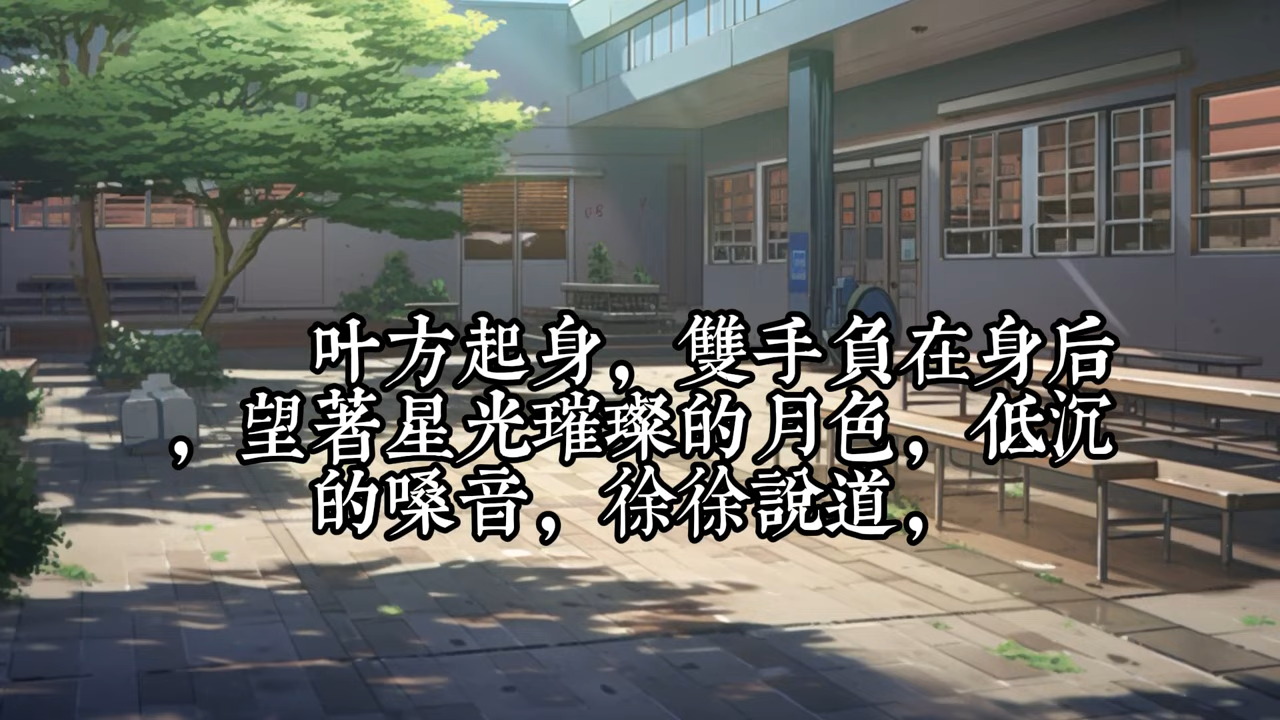 叶方起身，雙手負在身后
，望著星光璀璨的月色，低沉
的嗓音，徐徐說道，